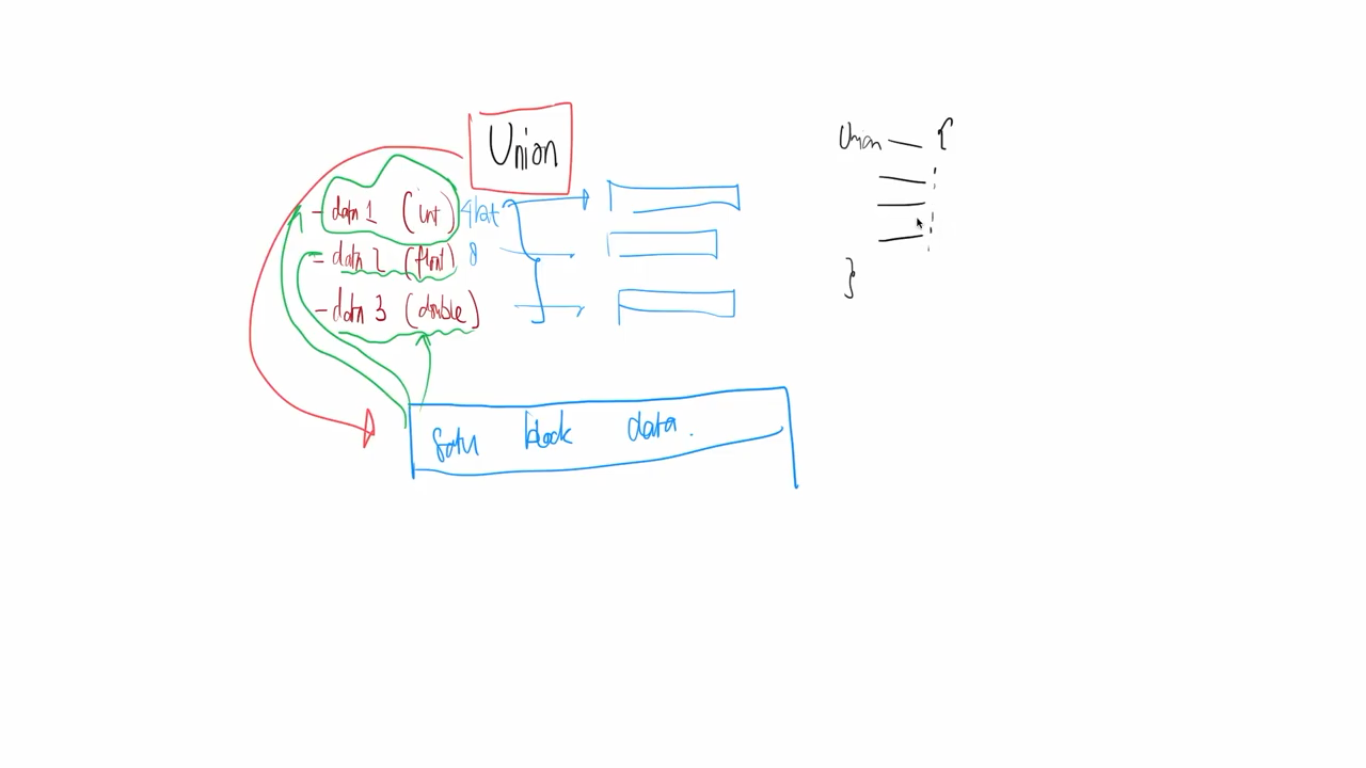 Union
- data 1 (int) 4bit
= data 2 (float) 8
- data 3 (double)
satu block data.
Union {
}